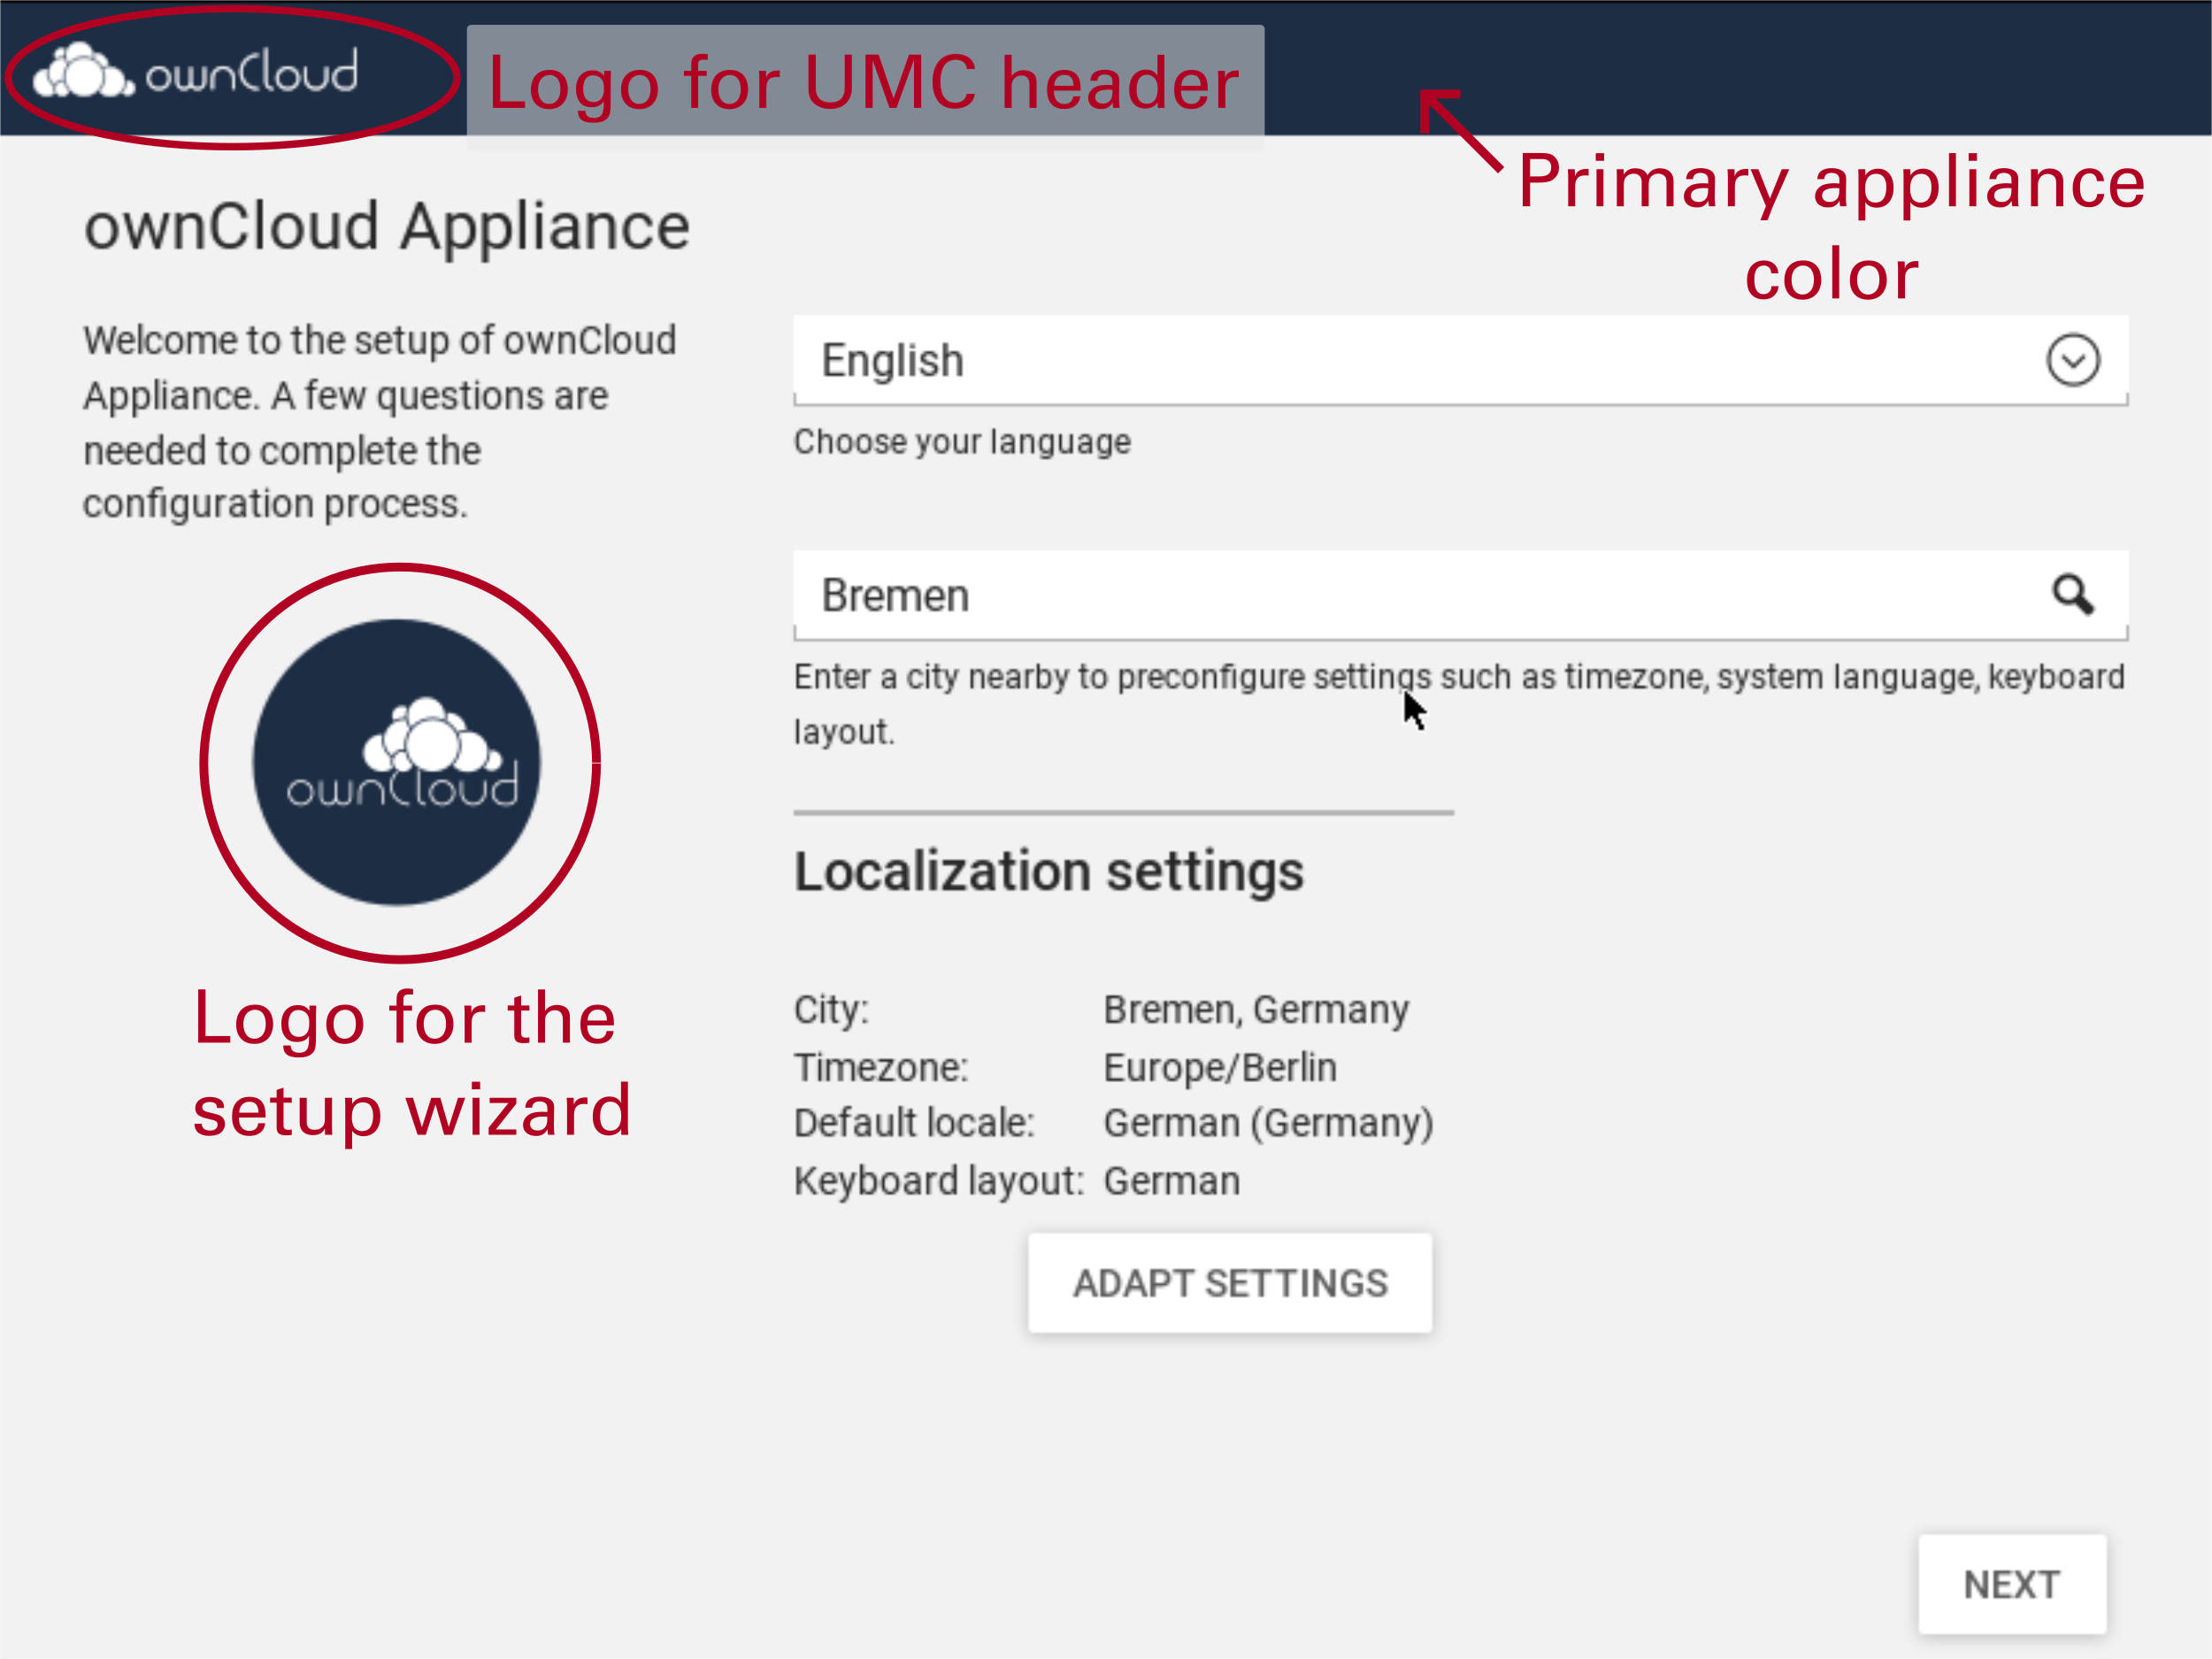 ownCloud
Logo for UMC header
Primary appliance
color
ownCloud Appliance
Welcome to the setup of ownCloud
Appliance. A few questions are
needed to complete the
configuration process.
ownCloud
Logo for the
setup wizard
English
Choose your language
Bremen
Enter a city nearby to preconfigure settings such as timezone, system language, keyboard
layout.
Localization settings
City: Bremen, Germany
Timezone: Europe/Berlin
Default locale: German (Germany)
Keyboard layout: German
ADAPT SETTINGS
NEXT